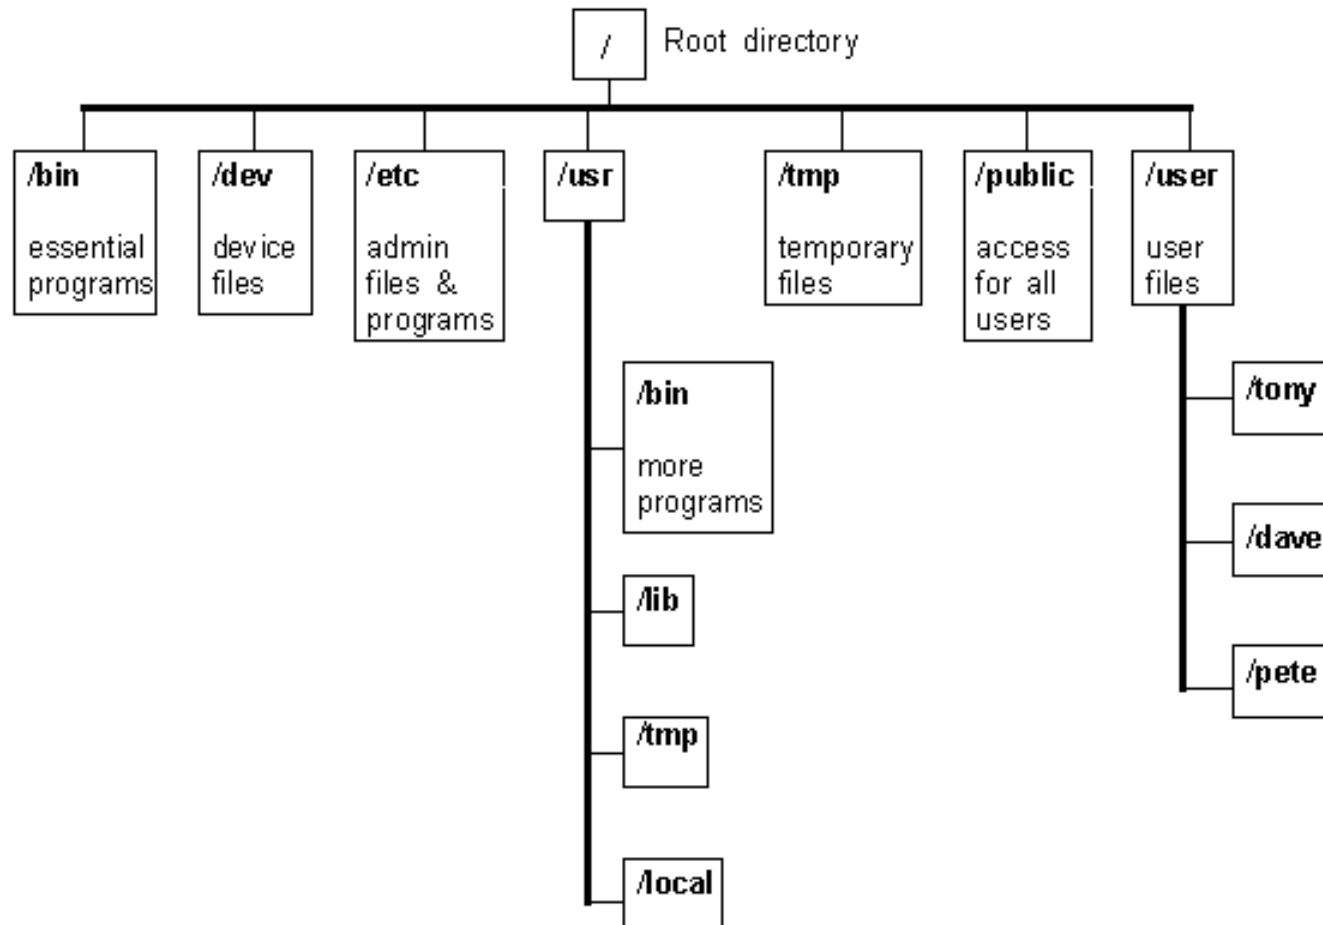 /
Root directory
/bin
essential
programs
/dev
device
files
/etc
admin
files &
programs
/usr
/tmp
temporary
files
/public
access
for all
users
/user
user
files
/bin
more
programs
/lib
/tmp
/local
/tony
/dave
/pete